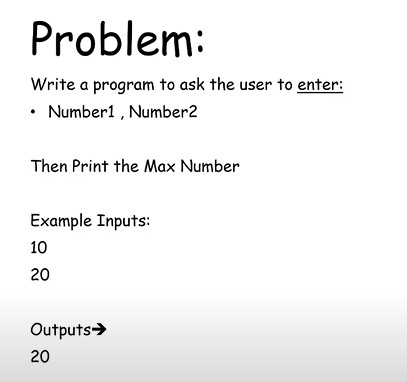 Problem:
Write a program to ask the user to enter:
• Number1 , Number2
Then Print the Max Number
Example Inputs:
10
20
Outputs➔
20